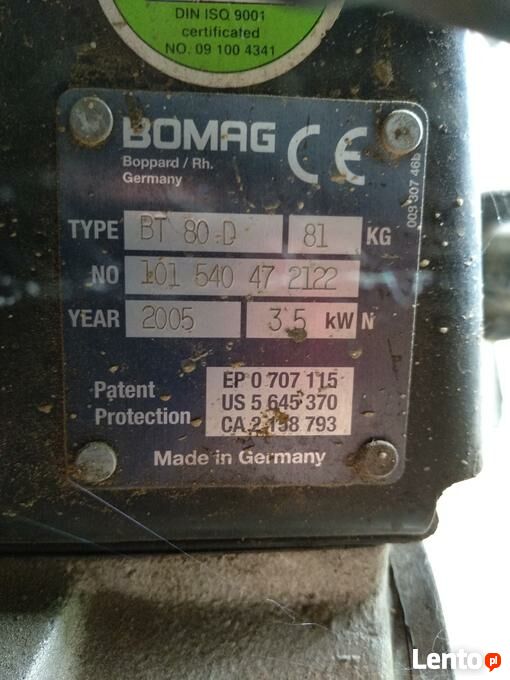 DIN ISO 9001
certificated
NO. 09 100 4341
BOMAG CE
Boppard / Rh.
Germany
TYPE BT 80 D 81 KG
NO 101 540 47 2122
YEAR 2005 3.5 kW N
Patent
Protection
EP 0 707 115
US 5 645 370
CA 2 198 793
Made in Germany
Lento.pl